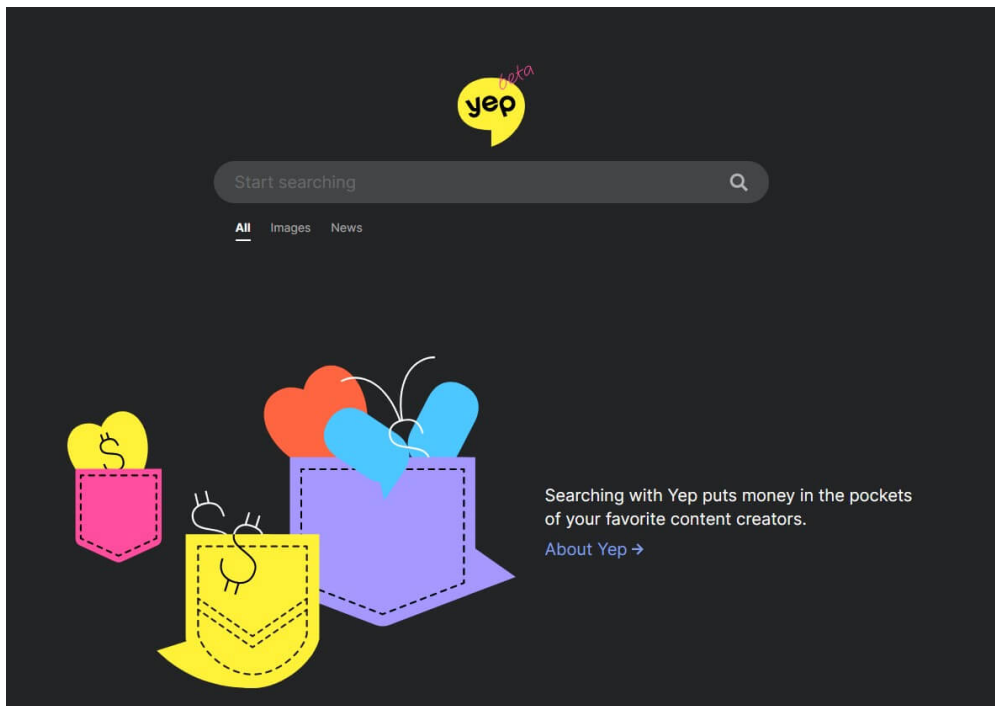 beta
yep
Start searching
All Images News
$
Searching with Yep puts money in the pockets
of your favorite content creators.
About Yep →